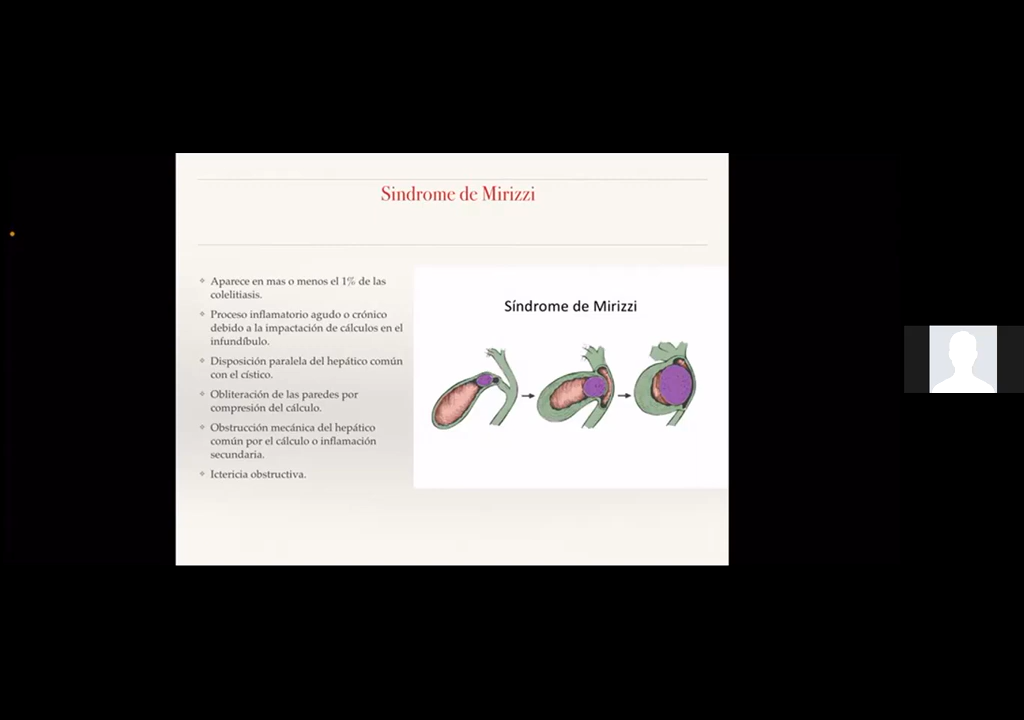 Sindrome de Mirizzi
Aparece en mas o menos el 1% de las
colelitiasis.
Proceso inflamatorio agudo o crónico
debido a la impactación de cálculos en el
infundíbulo.
Disposición paralela del hepático común
con el cístico.
Obliteración de las paredes por
compresión del cálculo.
Obstrucción mecánica del hepático
común por el cálculo o inflamación
secundaria.
Ictericia obstructiva.
Síndrome de Mirizzi